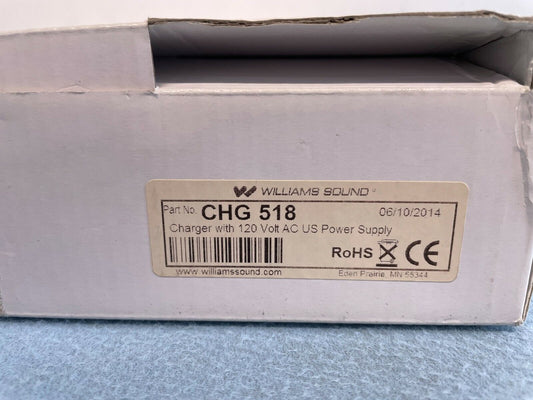 WILLIAMS SOUND®
Part No. CHG 518 06/10/2014
Charger with 120 Volt AC US Power Supply
RoHS CE
www.williamssound.com Eden Prairie, MN 55344